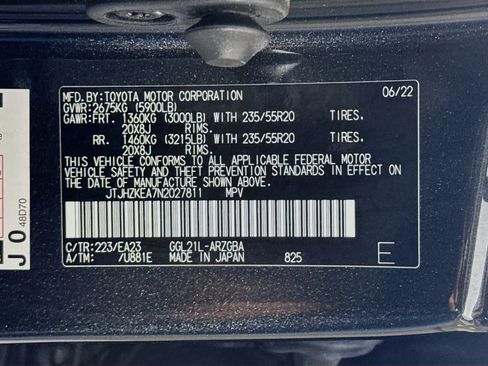 MFD.BY:TOYOTA MOTOR CORPORATION 06/22
GVWR:2675KG (5900LB)
GAWR:FRT. 1360KG (3000LB) WITH 235/55R20 TIRES.
20X8J RIMS.
RR. 1460KG (3215LB) WITH 235/55R20 TIRES.
20X8J RIMS.
THIS VEHICLE CONFORMS TO ALL APPLICABLE FEDERAL MOTOR
VEHICLE SAFETY AND THEFT PREVENTION STANDARDS IN EFFECT ON
THE DATE OF MANUFACTURE SHOWN ABOVE.
JTJHZKEA7N2027811 MPV
C/TR:223/EA23 GGL21L-ARZGBA
A/TM: /U881E MADE IN JAPAN 825
E
J O 48D70